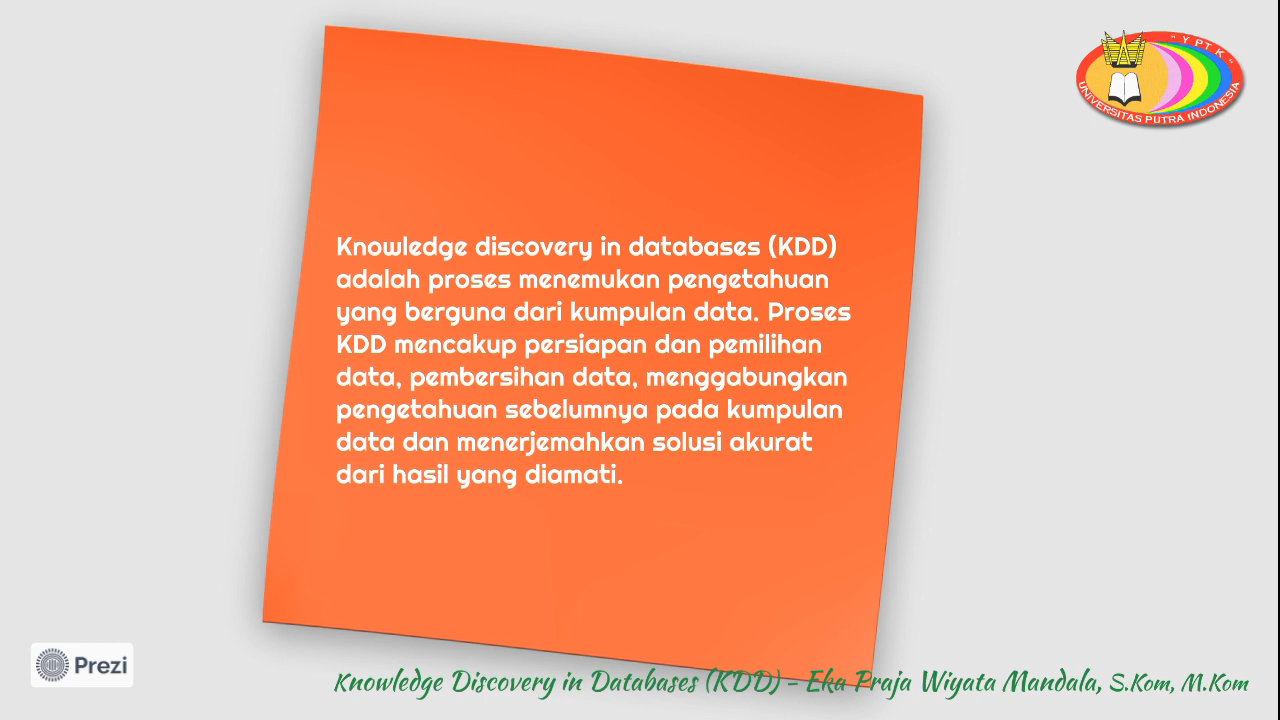 " Y P T K "
UNIVERSITAS PUTRA INDONESIA
Knowledge discovery in databases (KDD)
adalah proses menemukan pengetahuan
yang berguna dari kumpulan data. Proses
KDD mencakup persiapan dan pemilihan
data, pembersihan data, menggabungkan
pengetahuan sebelumnya pada kumpulan
data dan menerjemahkan solusi akurat
dari hasil yang diamati.
Prezi
Knowledge Discovery in Databases (KDD) - Eka Praja Wiyata Mandala, S.Kom, M.Kom